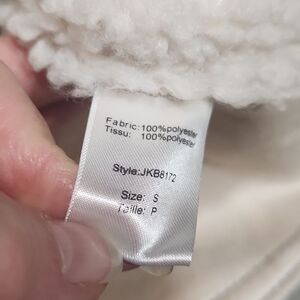 Fabric: 100%polyester
Tissu: 100%polyester
Style:JKB8172
Size: S
Taille: P